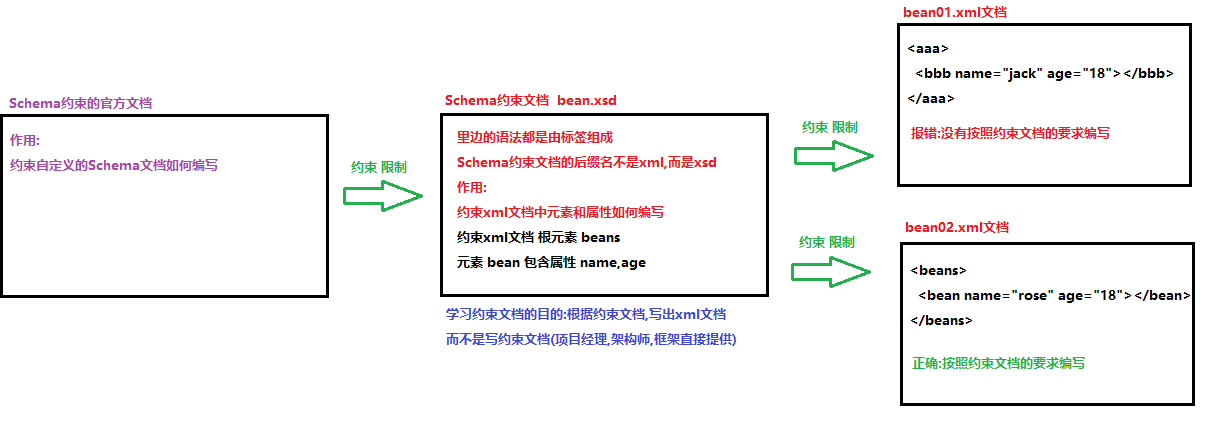 Schema约束的官方文档
作用:
约束自定义的Schema文档如何编写
约束 限制
Schema约束文档 bean.xsd
里边的语法都是由标签组成
Schema约束文档的后缀名不是xml,而是xsd
作用:
约束xml文档中元素和属性如何编写
约束xml文档 根元素 beans
元素 bean 包含属性 name,age
学习约束文档的目的:根据约束文档,写出xml文档
而不是写约束文档(项目经理,架构师,框架直接提供)
约束 限制
bean01.xml文档
<aaa>
<bbb name="jack" age="18"></bbb>
</aaa>
报错:没有按照约束文档的要求编写
约束 限制
bean02.xml文档
<beans>
<bean name="rose" age="18"></bean>
</beans>
正确:按照约束文档的要求编写